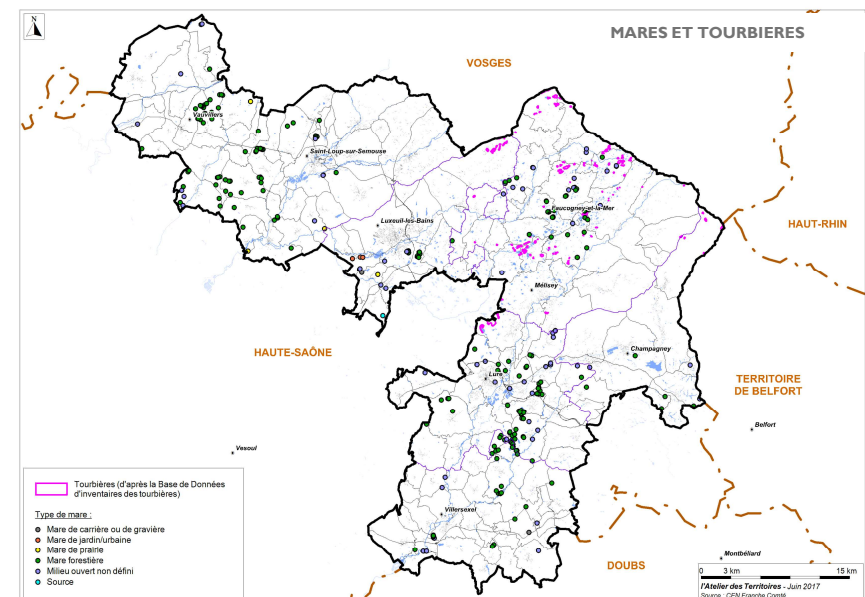 N
MARES ET TOURBIERES
VOSGES
Vauvillers
Saint-Loup-sur-Semouse
Luxeuil-les-Bains
Faucogney-et-la-Mer
HAUT-RHIN
Mélisey
HAUTE-SAÔNE
Champagney
Lure
TERRITOIRE
DE BELFORT
Belfort
Vesoul
Tourbières (d'après la Base de Données
d'inventaires des tourbières)
Type de mare :
Mare de carrière ou de gravière
Mare de jardin/urbaine
Mare de prairie
Mare forestière
Milieu ouvert non défini
Source
Villersexel
DOUBS
Montbéliard
0 3 km 15 km
l'Atelier des Territoires - Juin 2017
Source : CEN Franche Comté